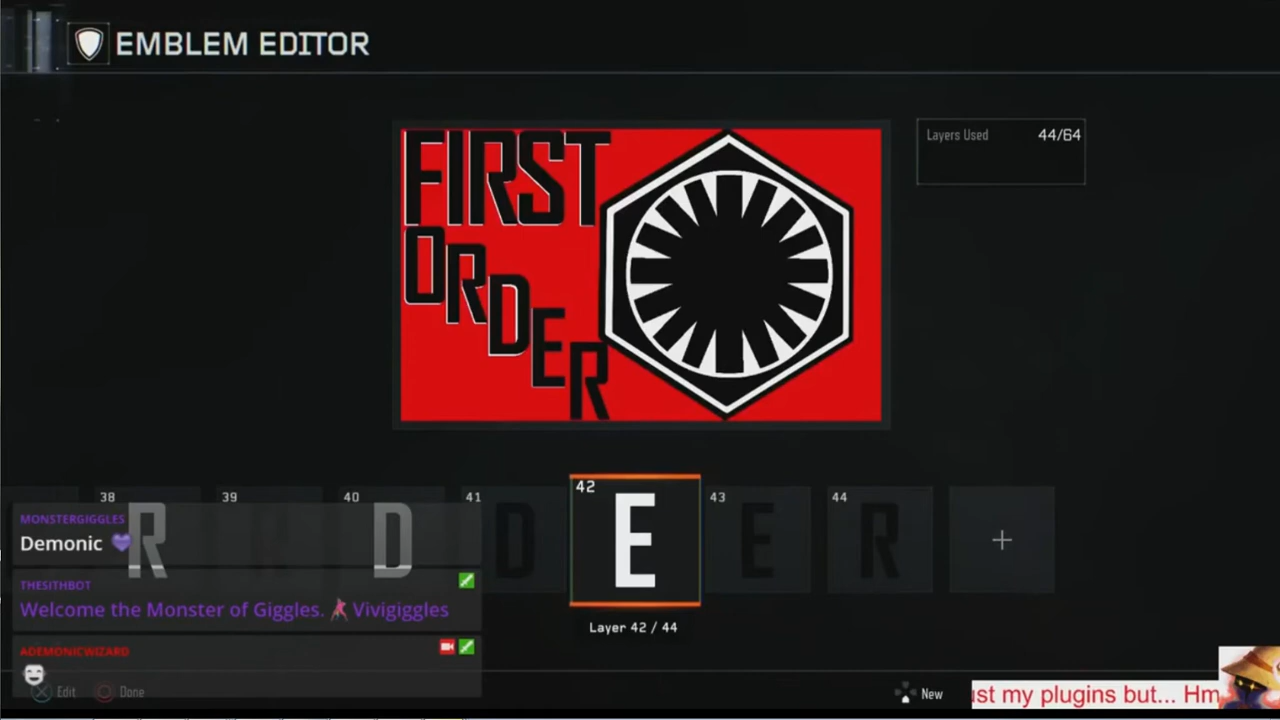 EMBLEM EDITOR
Layers Used 44/64
FIRST
ORDER
38 39 40 41 42 43 44
R D D E E R
MONSTERGIGGLES
Demonic
THESITHBOT
Welcome the Monster of Giggles. Vivigiggles
Layer 42 / 44
ADEMONICWIZARD
Edit Done New
ust my plugins but... Hm